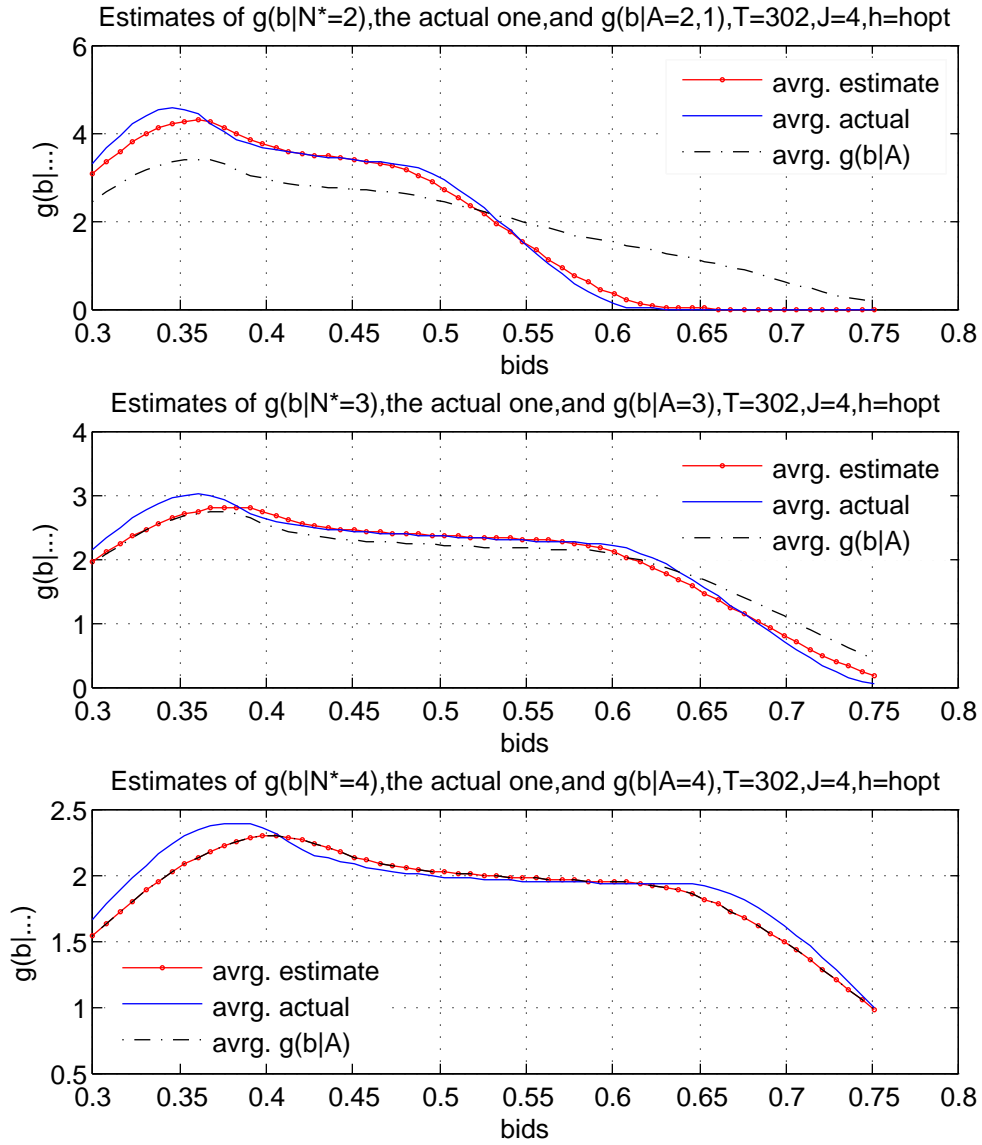 Estimates of g(b|N*=2),the actual one,and g(b|A=2,1),T=302,J=4,h=hopt
6
4
2
0
g(b|...)
avrg. estimate
avrg. actual
avrg. g(b|A)
0.3 0.35 0.4 0.45 0.5 0.55 0.6 0.65 0.7 0.75 0.8
bids
Estimates of g(b|N*=3),the actual one,and g(b|A=3),T=302,J=4,h=hopt
4
3
2
1
0
g(b|...)
avrg. estimate
avrg. actual
avrg. g(b|A)
0.3 0.35 0.4 0.45 0.5 0.55 0.6 0.65 0.7 0.75 0.8
bids
Estimates of g(b|N*=4),the actual one,and g(b|A=4),T=302,J=4,h=hopt
2.5
2
1.5
1
0.5
g(b|...)
avrg. estimate
avrg. actual
avrg. g(b|A)
0.3 0.35 0.4 0.45 0.5 0.55 0.6 0.65 0.7 0.75 0.8
bids